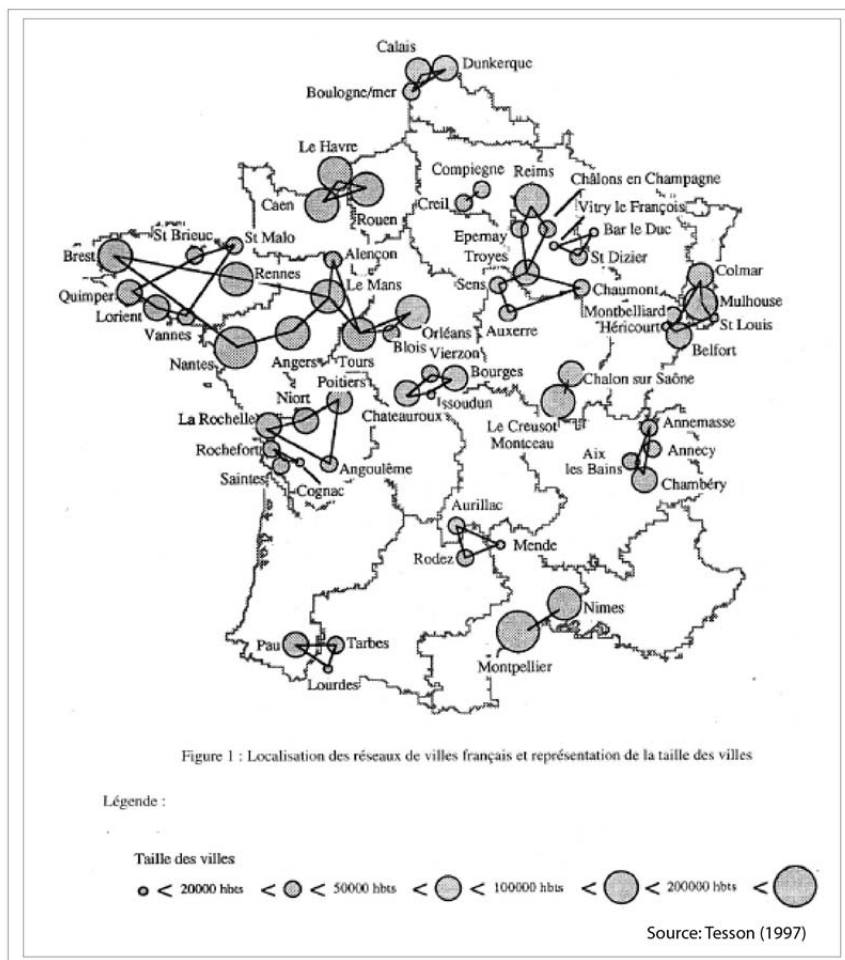 Calais
Dunkerque
Boulogne/mer
Le Havre
Compiegne
Reims
Châlons en Champagne
Vitry le François
Caen
Rouen
Creil
St Brieuc
St Malo
Alençon
Epernay
Bar le Duc
Brest
Rennes
Troyes
St Dizier
Colmar
Quimper
Le Mans
Sens
Chaumont
Mulhouse
Lorient
Vannes
Orléans
Auxerre
Montbelliard
Héricourt
St Louis
Nantes
Angers
Tours
Blois
Belfort
Vierzon
Bourges
Poitiers
Niort
Chateauroux
Issoudun
Chalon sur Saône
La Rochelle
Le Creusot
Montceau
Annemasse
Rochefort
Aix
les Bains
Annecy
Saintes
Angoulême
Cognac
Chambéry
Aurillac
Rodez
Mende
Nimes
Pau
Tarbes
Montpellier
Lourdes
Figure 1 : Localisation des réseaux de villes français et représentation de la taille des villes
Légende :
Taille des villes
< 20000 hbts < < 50000 hbts < < 100000 hbts < < 200000 hbts <
Source: Tesson (1997)